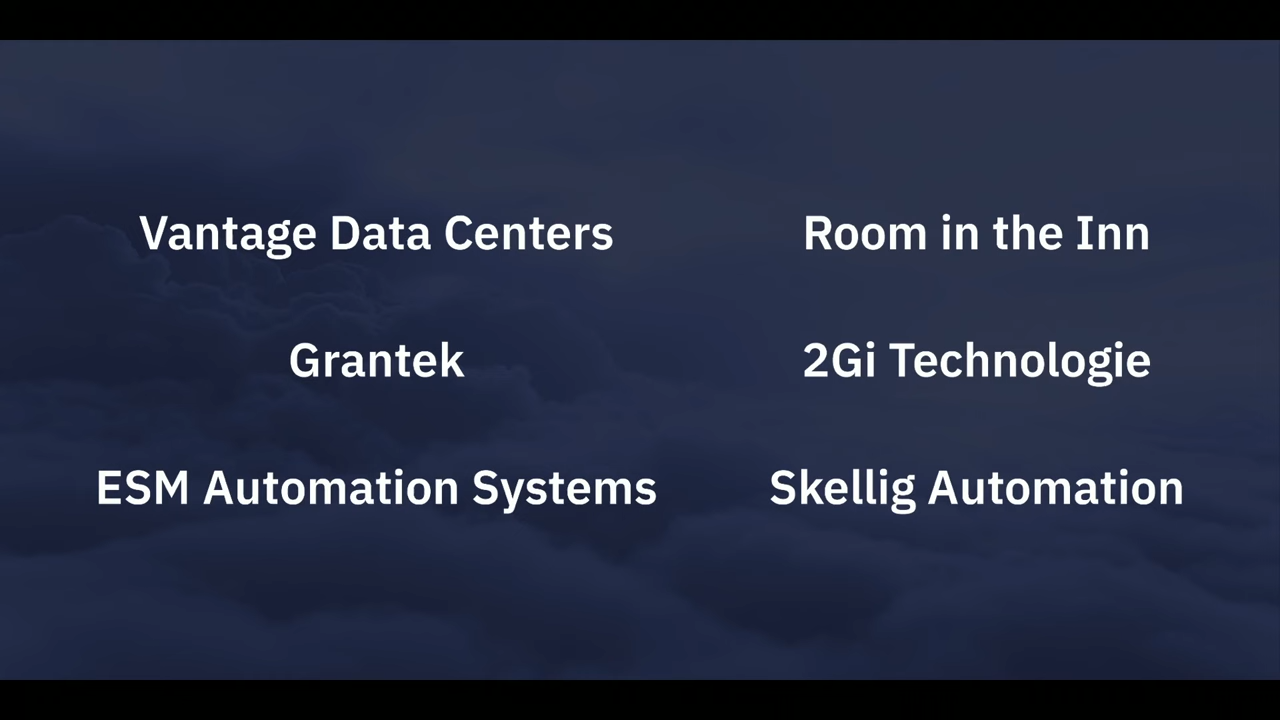 Vantage Data Centers
Room in the Inn
Grantek
2Gi Technologie
ESM Automation Systems
Skellig Automation